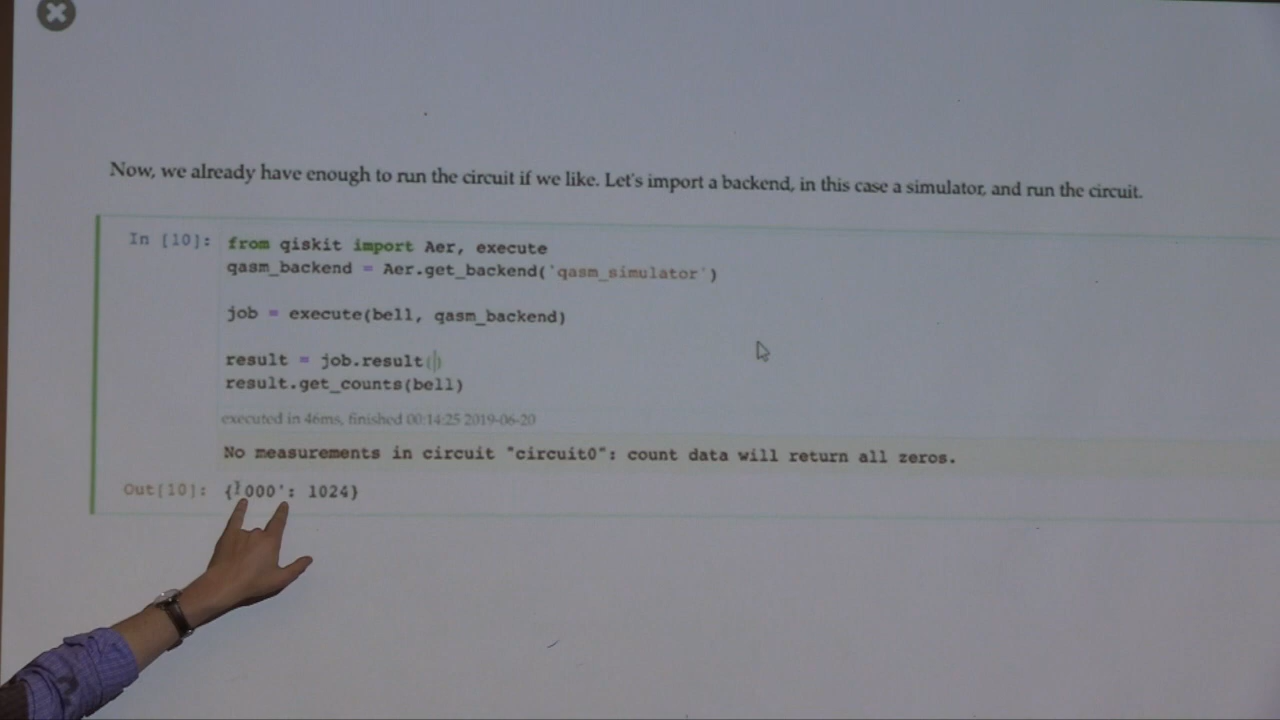 Now, we already have enough to run the circuit if we like. Let's import a backend, in this case a simulator, and run the circuit.
In [10]: from qiskit import Aer, execute
qasm_backend = Aer.get_backend('qasm_simulator')
job = execute(bell, qasm_backend)
result = job.result()
result.get_counts(bell)
executed in 46ms, finished 00:14:25 2019-06-20
No measurements in circuit "circuit0": count data will return all zeros.
Out[10]: {'000': 1024}